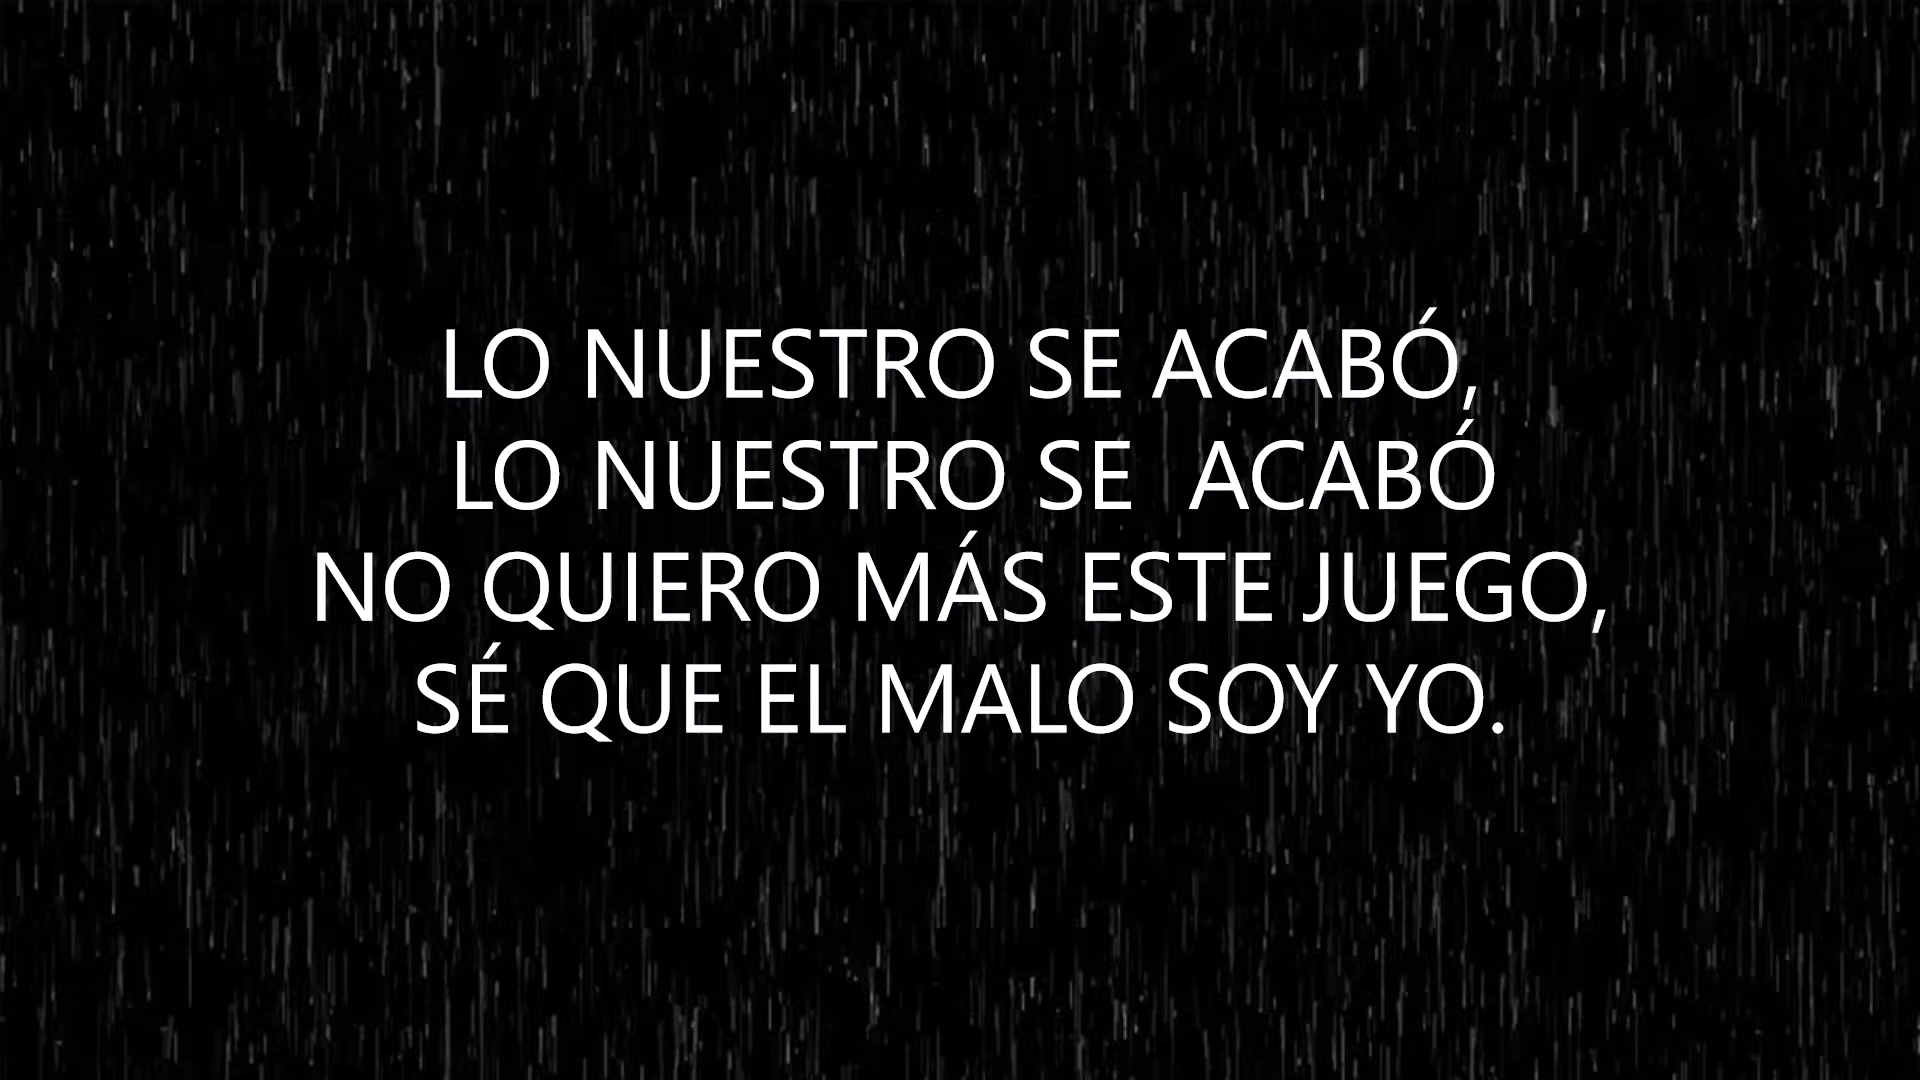 LO NUESTRO SE ACABÓ,
LO NUESTRO SE  ACABÓ
NO QUIERO MÁS ESTE JUEGO,
SÉ QUE EL MALO SOY YO.